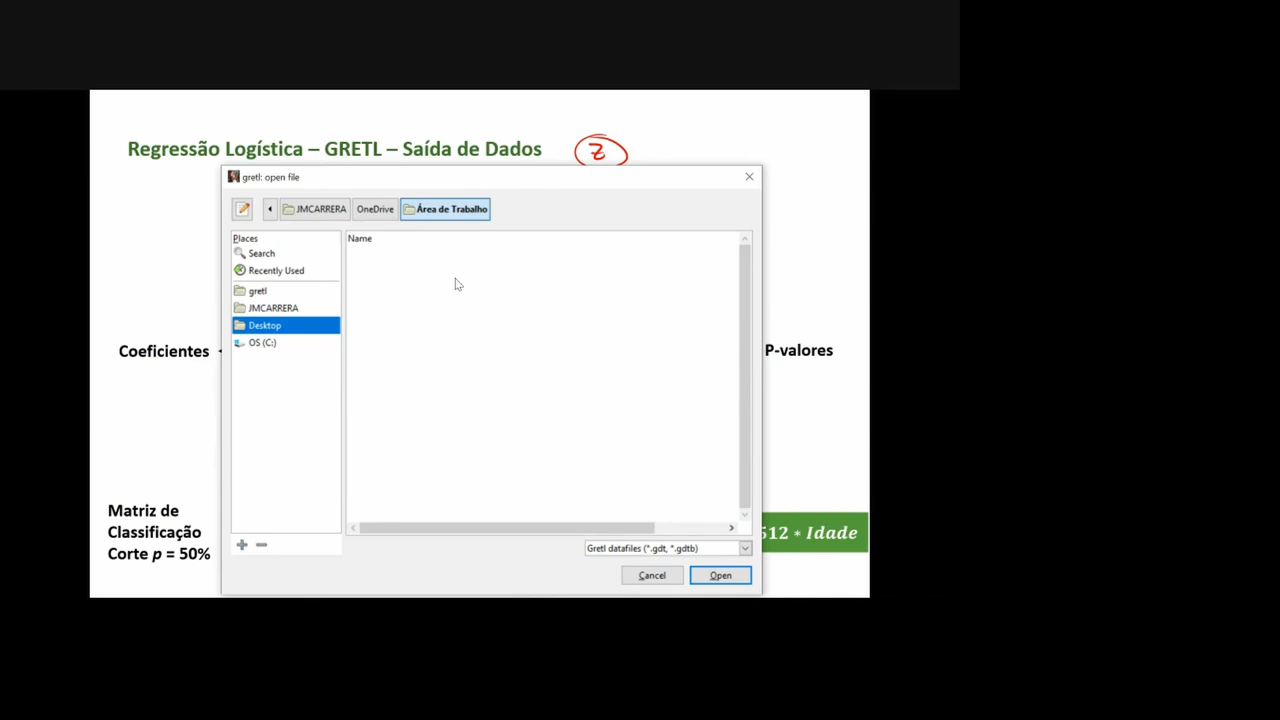 Regressão Logística – GRETL – Saída de Dados
Z
gretl: open file
JMCARRERA
OneDrive
Área de Trabalho
Places
Search
Recently Used
gretl
JMCARRERA
Desktop
OS (C:)
Name
Coeficientes
P-valores
Matriz de
Classificação
Corte p = 50%
512 * Idade
Gretl datafiles (*.gdt, *.gdtb)
Cancel
Open